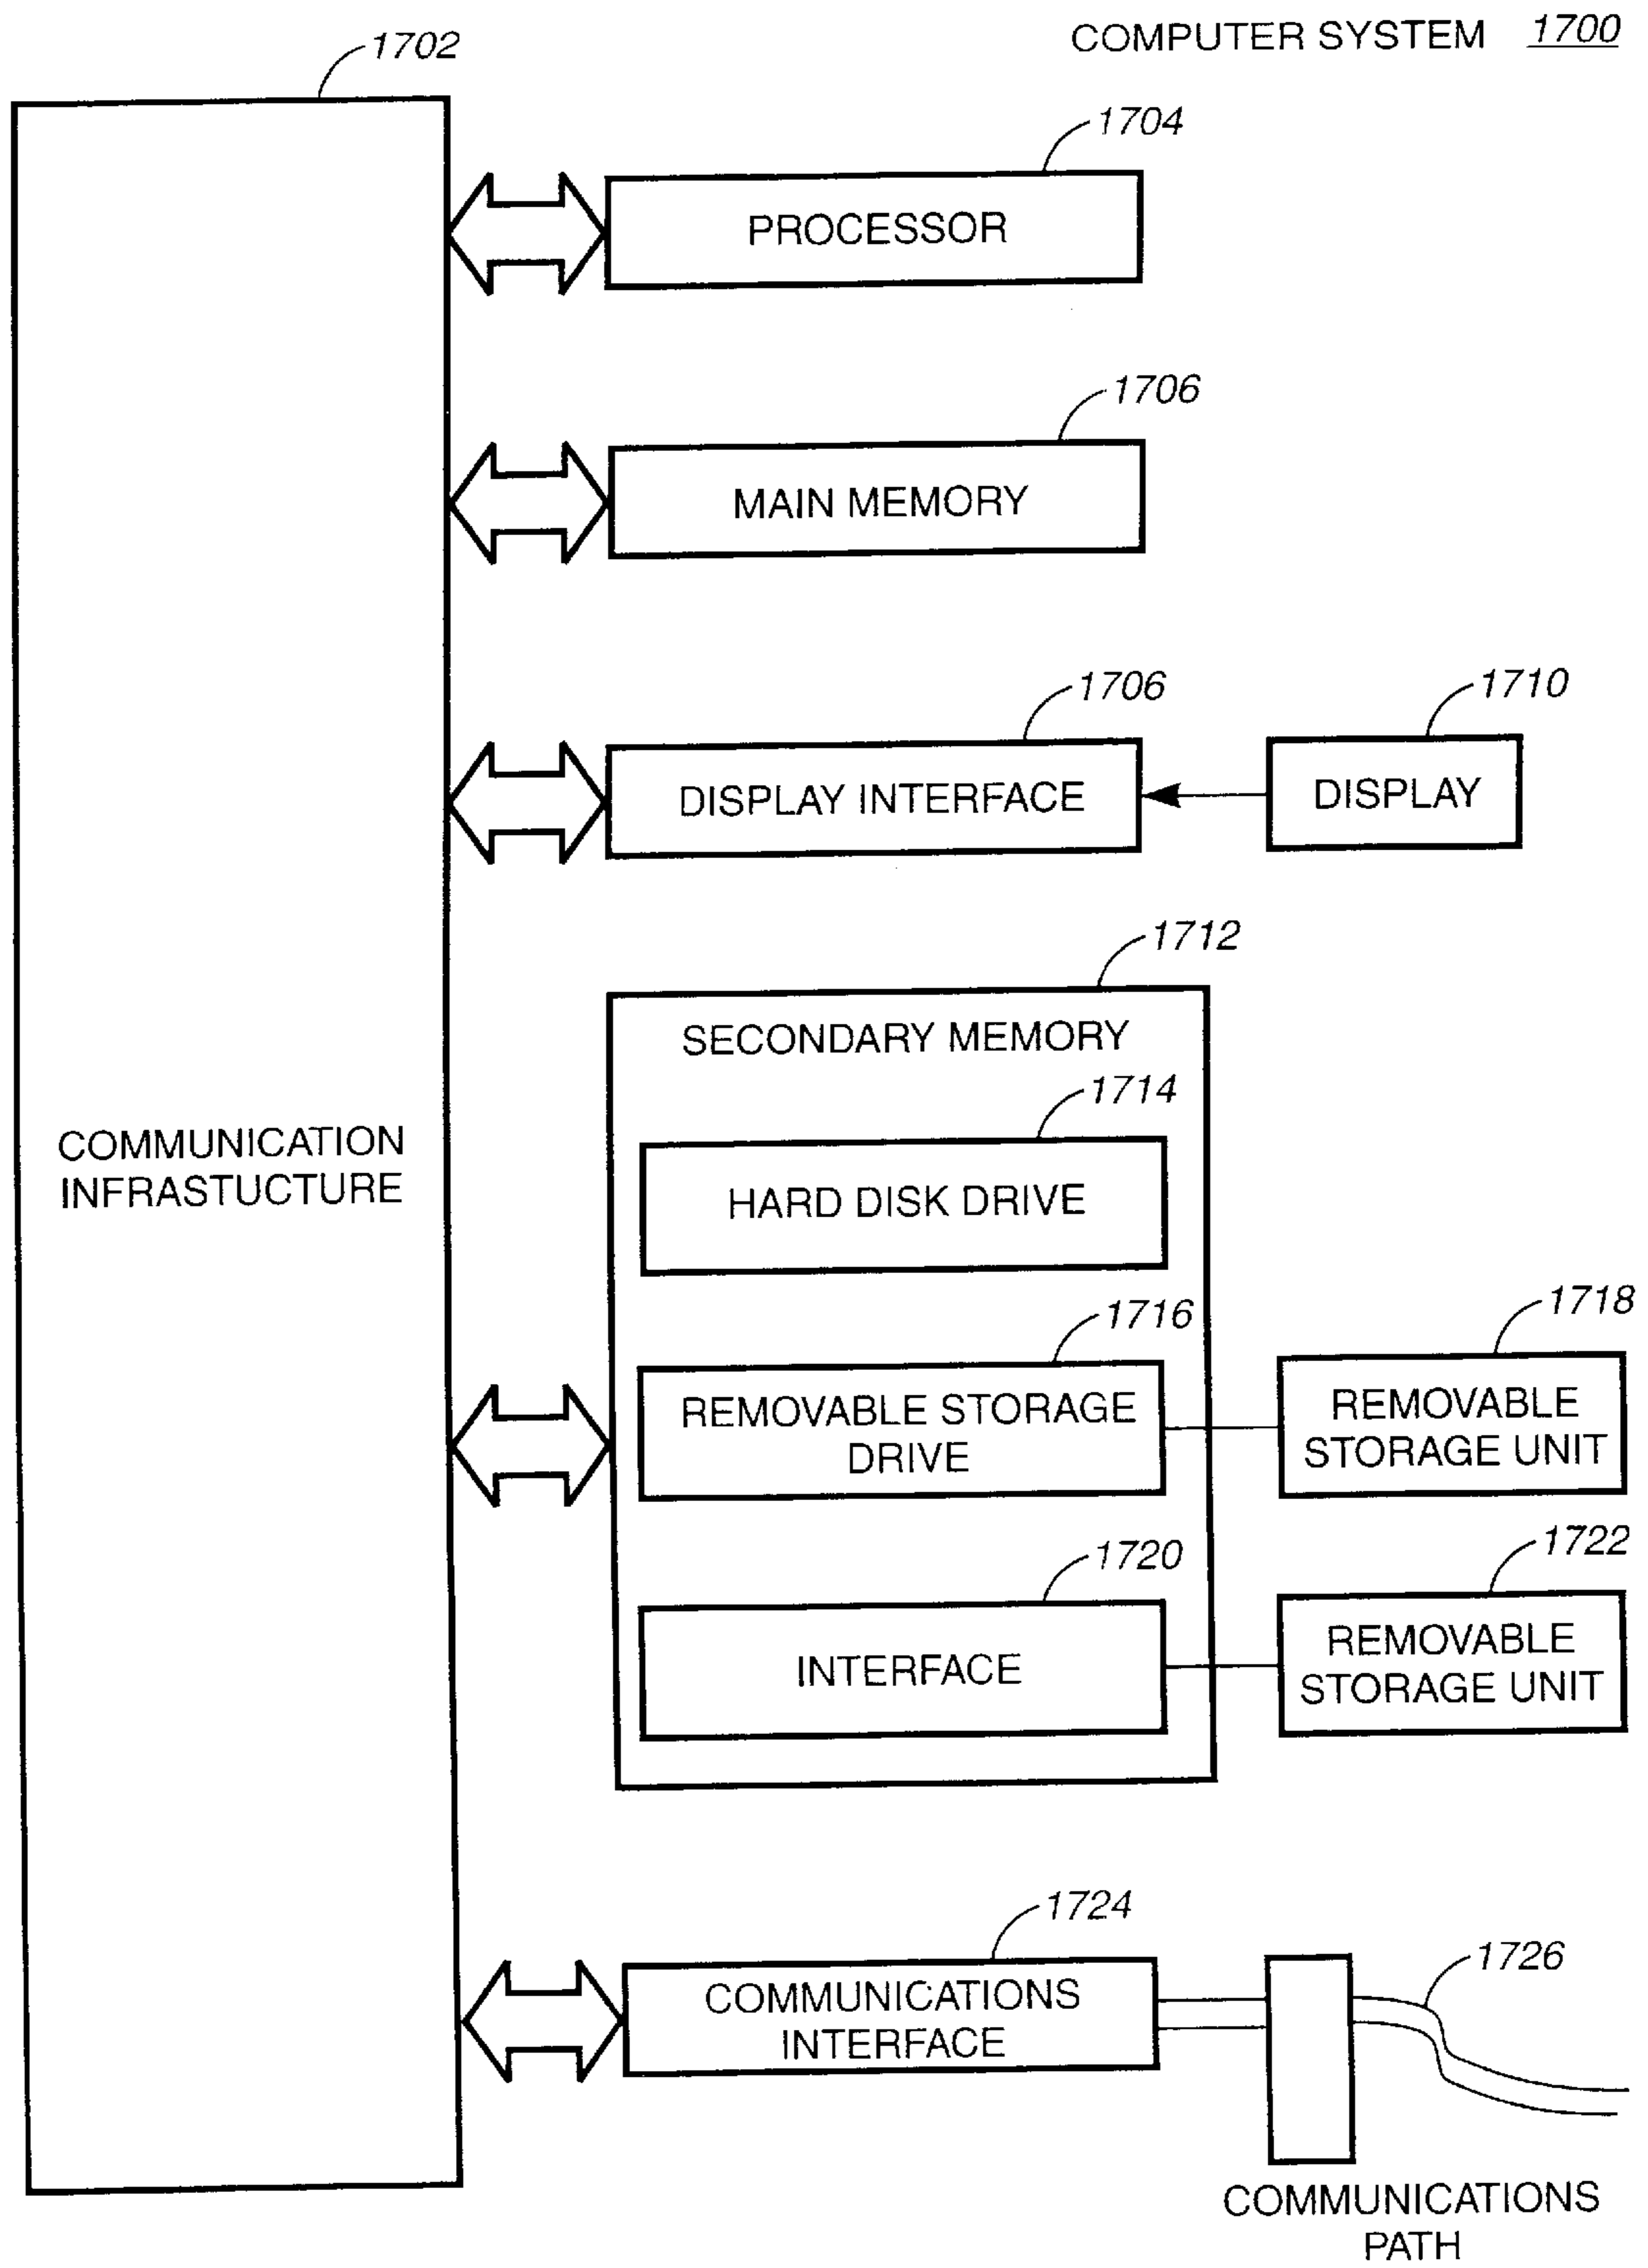 COMPUTER SYSTEM 1700
1702
1704
PROCESSOR
1706
MAIN MEMORY
1706
DISPLAY INTERFACE
1710
DISPLAY
1712
SECONDARY MEMORY
1714
HARD DISK DRIVE
COMMUNICATION
INFRASTUCTURE
1716
REMOVABLE STORAGE
DRIVE
1718
REMOVABLE
STORAGE UNIT
1720
INTERFACE
1722
REMOVABLE
STORAGE UNIT
1724
COMMUNICATIONS
INTERFACE
1726
COMMUNICATIONS
PATH